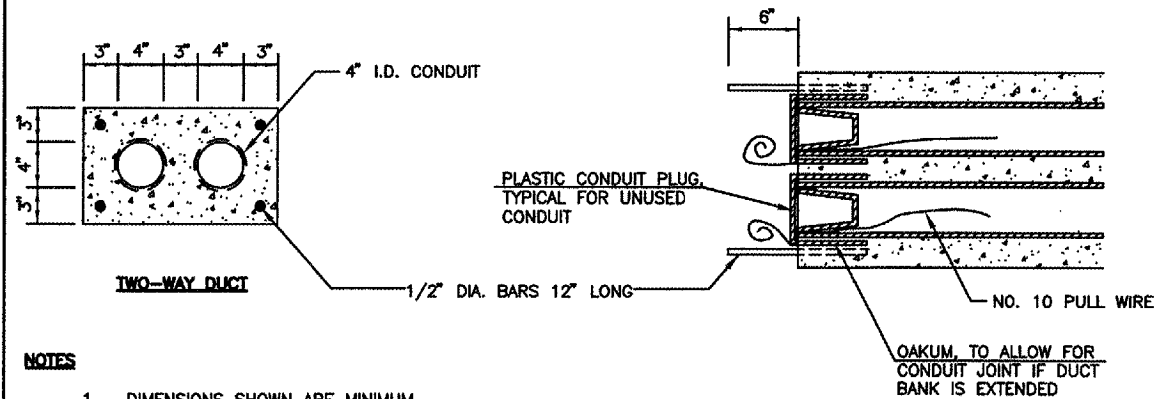 3" 4" 3" 4" 3"
4" I.D. CONDUIT
3"
4"
3"
TWO-WAY DUCT
1/2" DIA. BARS 12" LONG
6"
PLASTIC CONDUIT PLUG,
TYPICAL FOR UNUSED
CONDUIT
NO. 10 PULL WIRE
OAKUM, TO ALLOW FOR
CONDUIT JOINT IF DUCT
BANK IS EXTENDED
NOTES
1. DIMENSIONS SHOWN ARE MINIMUM